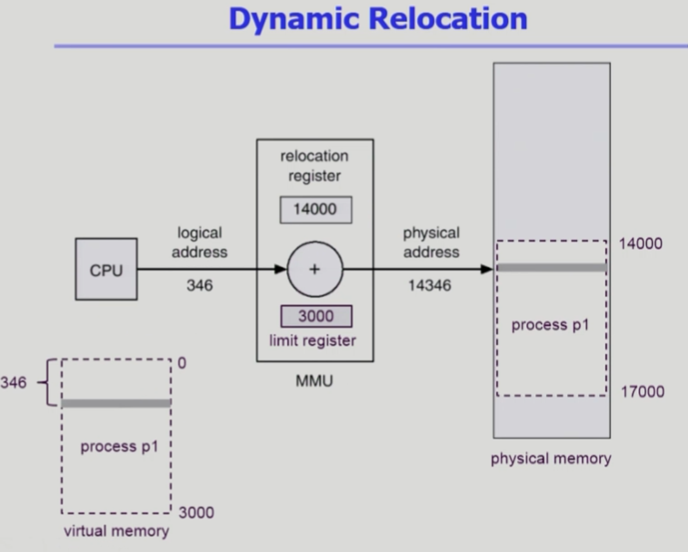 Dynamic Relocation
relocation
register
14000
logical
address
346
CPU
+
physical
address
14346
3000
limit register
MMU
14000
process p1
17000
physical memory
346
0
process p1
3000
virtual memory